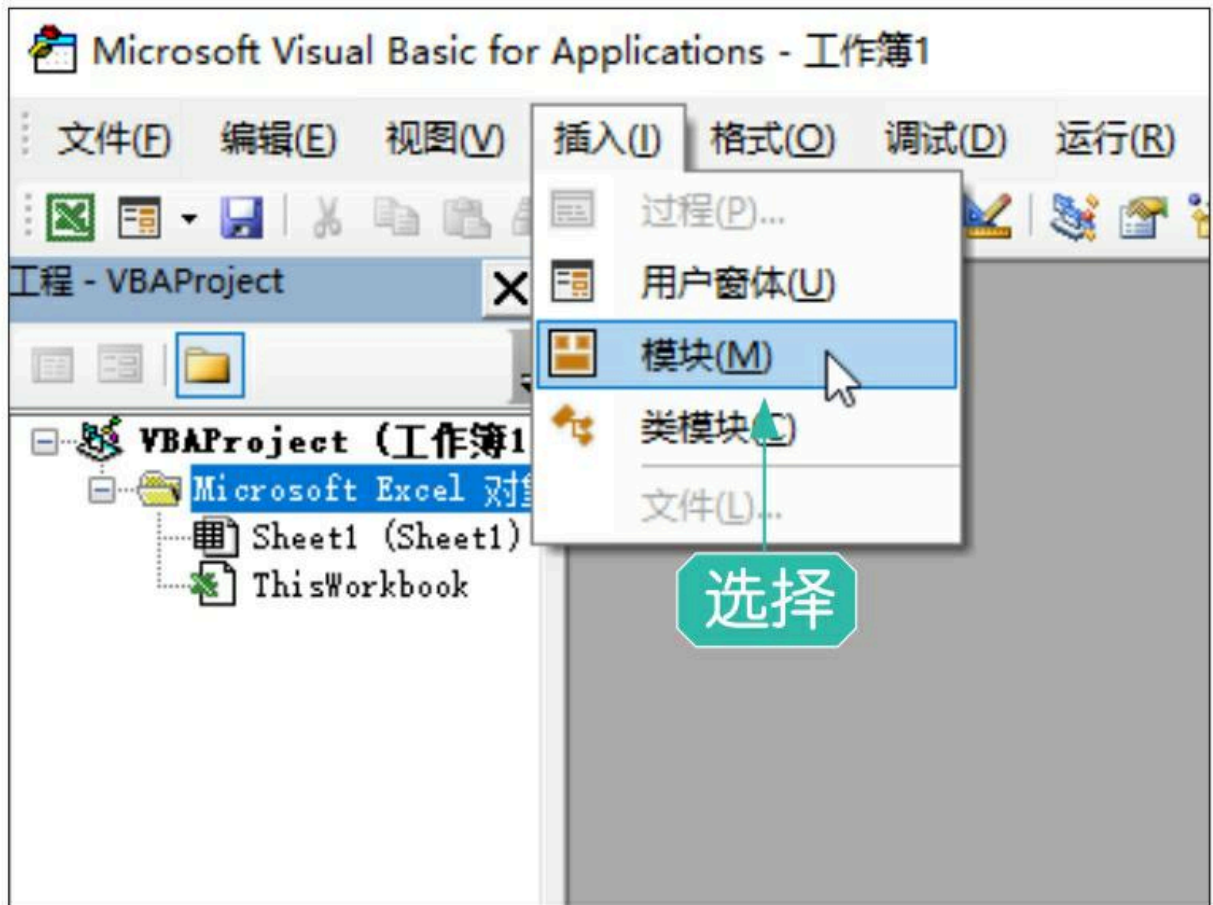 Microsoft Visual Basic for Applications - 工作簿1
文件(F) 编辑(E) 视图(V) 插入(I) 格式(O) 调试(D) 运行(R)
过程(P)...
工程 - VBAProject
用户窗体(U)
模块(M)
类模块(C)
VBAProject (工作簿1
Microsoft Excel 对
文件(L)...
Sheet1 (Sheet1)
ThisWorkbook
选择